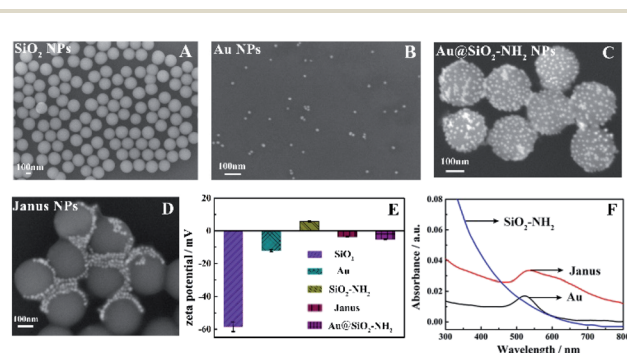 SiO₂ NPs
A
100nm
Au NPs
B
100nm
Au@SiO₂-NH₂ NPs
C
100nm
Janus NPs
D
100nm
E
zeta potential / mV
20
0
-20
-40
-60
SiO₂
Au
SiO₂-NH₂
Janus
Au@SiO₂-NH₂
F
Absorbance / a.u.
0.08
0.06
0.04
0.02
0.00
SiO₂-NH₂
Janus
Au
300 400 500 600 700 800
Wavelength / nm